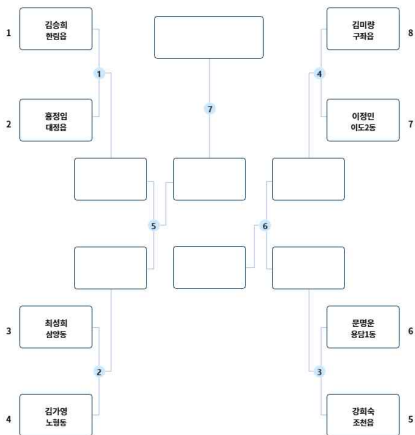 1
김승희
한림읍
김미량
구좌읍
8
1
4
2
홍정임
대정읍
7
이정민
이도2동
7
5
6
3
최성희
삼양동
문명운
용담1동
6
2
3
4
김가영
노형동
강희숙
조천읍
5